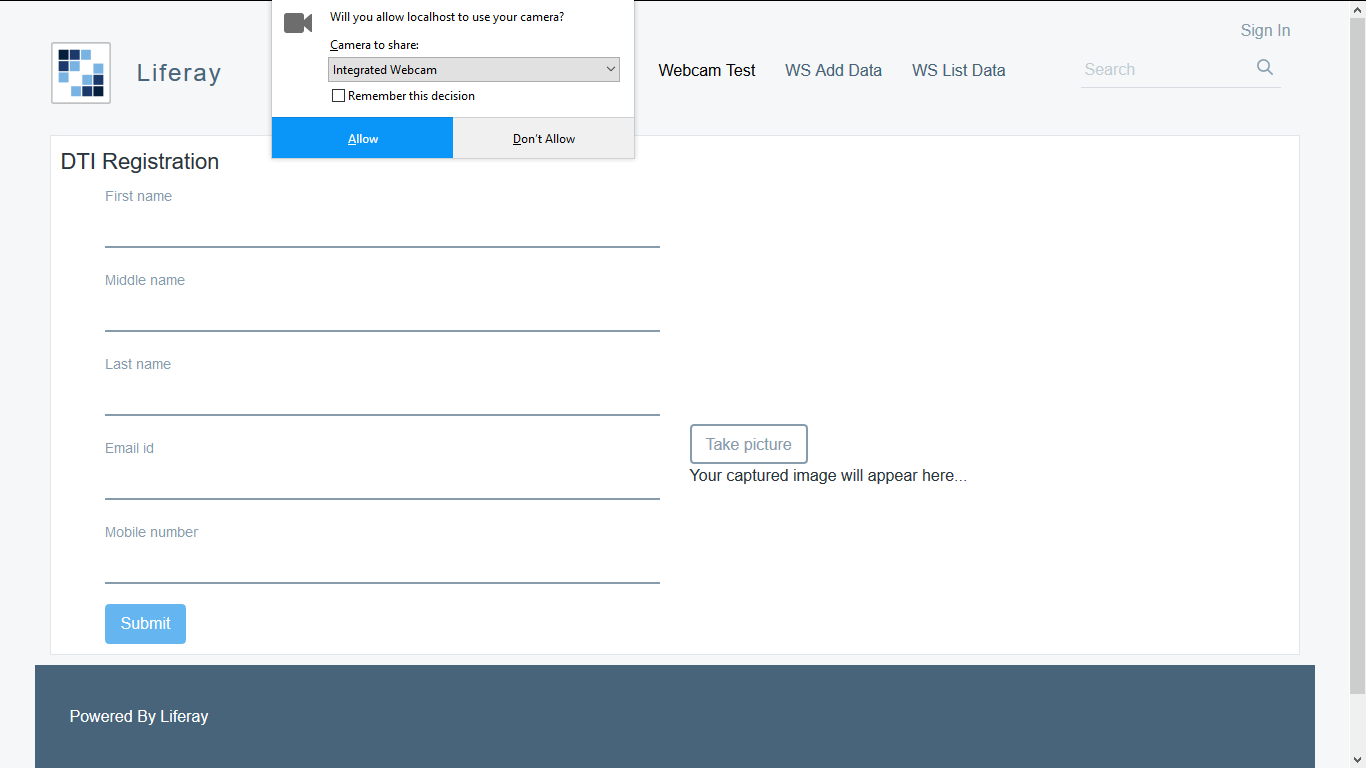 Will you allow localhost to use your camera?
Camera to share:
Integrated Webcam
Remember this decision
Allow
Don't Allow
Sign In
Liferay
Webcam Test
WS Add Data
WS List Data
Search
DTI Registration
First name
Middle name
Last name
Email id
Mobile number
Take picture
Your captured image will appear here...
Submit
Powered By Liferay